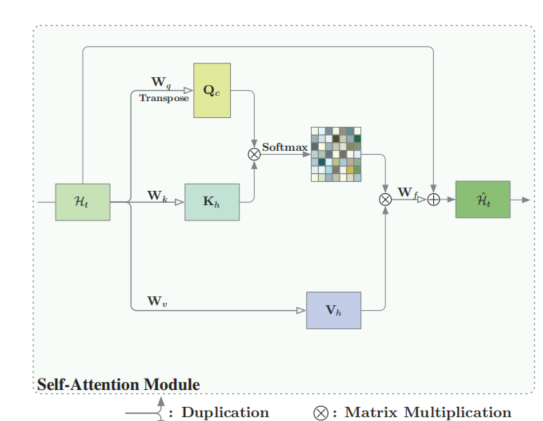 W_q
Transpose
Q_c
Softmax
ℋ_t
W_k
K_h
W_f
ℋ̂_t
W_v
V_h
Self-Attention Module
: Duplication
: Matrix Multiplication